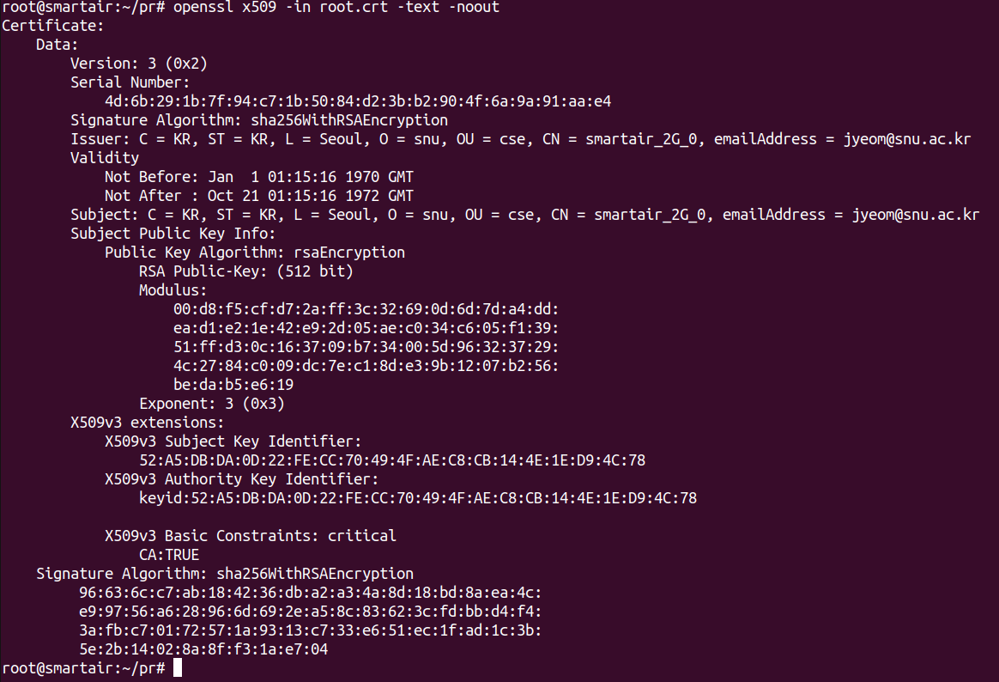 root@smartair:~/pr# openssl x509 -in root.crt -text -noout
Certificate:
    Data:
        Version: 3 (0x2)
        Serial Number:
            4d:6b:29:1b:7f:94:c7:1b:50:84:d2:3b:b2:90:4f:6a:9a:91:aa:e4
        Signature Algorithm: sha256WithRSAEncryption
        Issuer: C = KR, ST = KR, L = Seoul, O = snu, OU = cse, CN = smartair_2G_0, emailAddress = jyeom@snu.ac.kr
        Validity
            Not Before: Jan  1 01:15:16 1970 GMT
            Not After : Oct 21 01:15:16 1972 GMT
        Subject: C = KR, ST = KR, L = Seoul, O = snu, OU = cse, CN = smartair_2G_0, emailAddress = jyeom@snu.ac.kr
        Subject Public Key Info:
            Public Key Algorithm: rsaEncryption
                RSA Public-Key: (512 bit)
                Modulus:
                    00:d8:f5:cf:d7:2a:ff:3c:32:69:0d:6d:7d:a4:dd:
                    ea:d1:e2:1e:42:e9:2d:05:ae:c0:34:c6:05:f1:39:
                    51:ff:d3:0c:16:37:09:b7:34:00:5d:96:32:37:29:
                    4c:27:84:c0:09:dc:7e:c1:8d:e3:9b:12:07:b2:56:
                    be:da:b5:e6:19
                Exponent: 3 (0x3)
        X509v3 extensions:
            X509v3 Subject Key Identifier:
                52:A5:DB:DA:0D:22:FE:CC:70:49:4F:AE:C8:CB:14:4E:1E:D9:4C:78
            X509v3 Authority Key Identifier:
                keyid:52:A5:DB:DA:0D:22:FE:CC:70:49:4F:AE:C8:CB:14:4E:1E:D9:4C:78

            X509v3 Basic Constraints: critical
                CA:TRUE
    Signature Algorithm: sha256WithRSAEncryption
         96:63:6c:c7:ab:18:42:36:db:a2:a3:4a:8d:18:bd:8a:ea:4c:
         e9:97:56:a6:28:96:6d:69:2e:a5:8c:83:62:3c:fd:bb:d4:f4:
         3a:fb:c7:01:72:57:1a:93:13:c7:33:e6:51:ec:1f:ad:1c:3b:
         5e:2b:14:02:8a:8f:f3:1a:e7:04
root@smartair:~/pr#